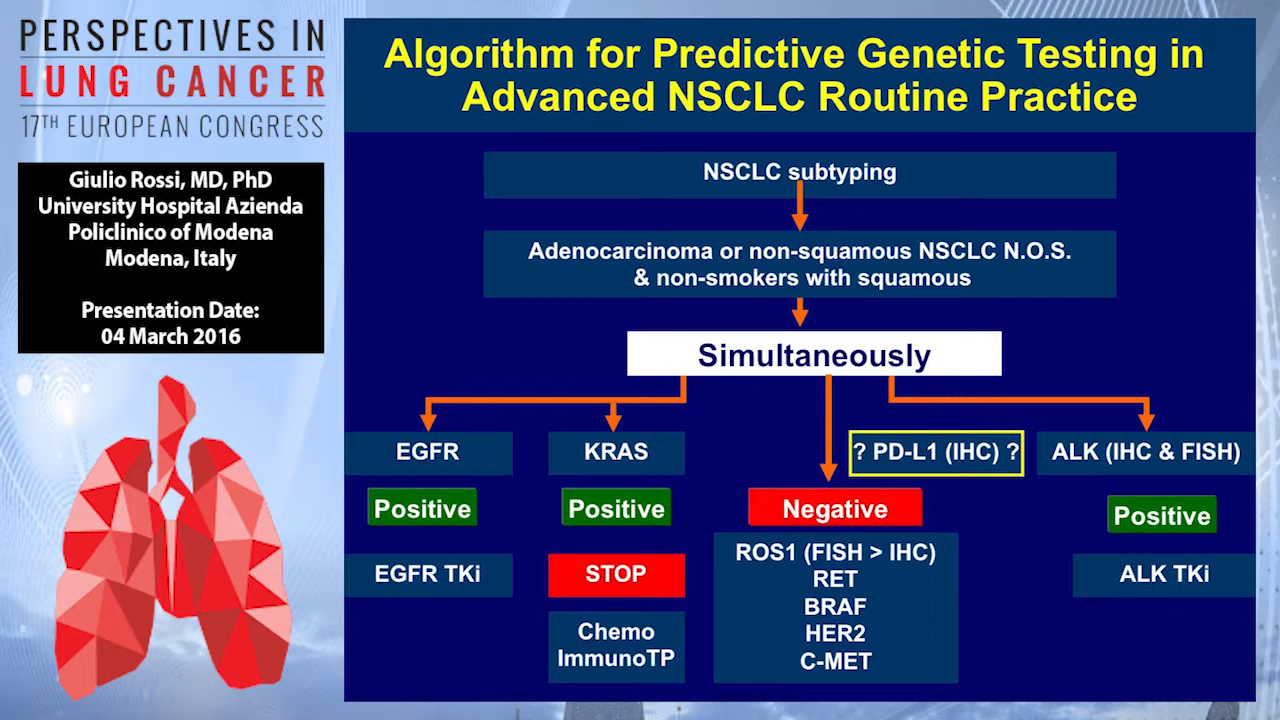 PERSPECTIVES IN
LUNG CANCER
17TH EUROPEAN CONGRESS
Giulio Rossi, MD, PhD
University Hospital Azienda
Policlinico of Modena
Modena, Italy
Presentation Date:
04 March 2016
Algorithm for Predictive Genetic Testing in
Advanced NSCLC Routine Practice
NSCLC subtyping
Adenocarcinoma or non-squamous NSCLC N.O.S.
& non-smokers with squamous
Simultaneously
EGFR
Positive
EGFR TKi
KRAS
Positive
STOP
Chemo
ImmunoTP
Negative
ROS1 (FISH > IHC)
RET
BRAF
HER2
C-MET
? PD-L1 (IHC) ?
ALK (IHC & FISH)
Positive
ALK TKi